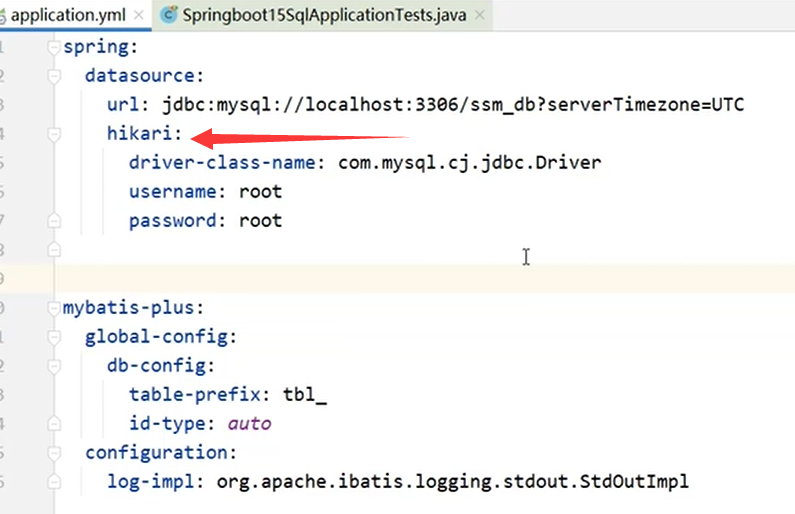 application.yml
Springboot15SqlApplicationTests.java
spring:
datasource:
url: jdbc:mysql://localhost:3306/ssm_db?serverTimezone=UTC
hikari:
driver-class-name: com.mysql.cj.jdbc.Driver
username: root
password: root
mybatis-plus:
global-config:
db-config:
table-prefix: tbl_
id-type: auto
configuration:
log-impl: org.apache.ibatis.logging.stdout.StdOutImpl